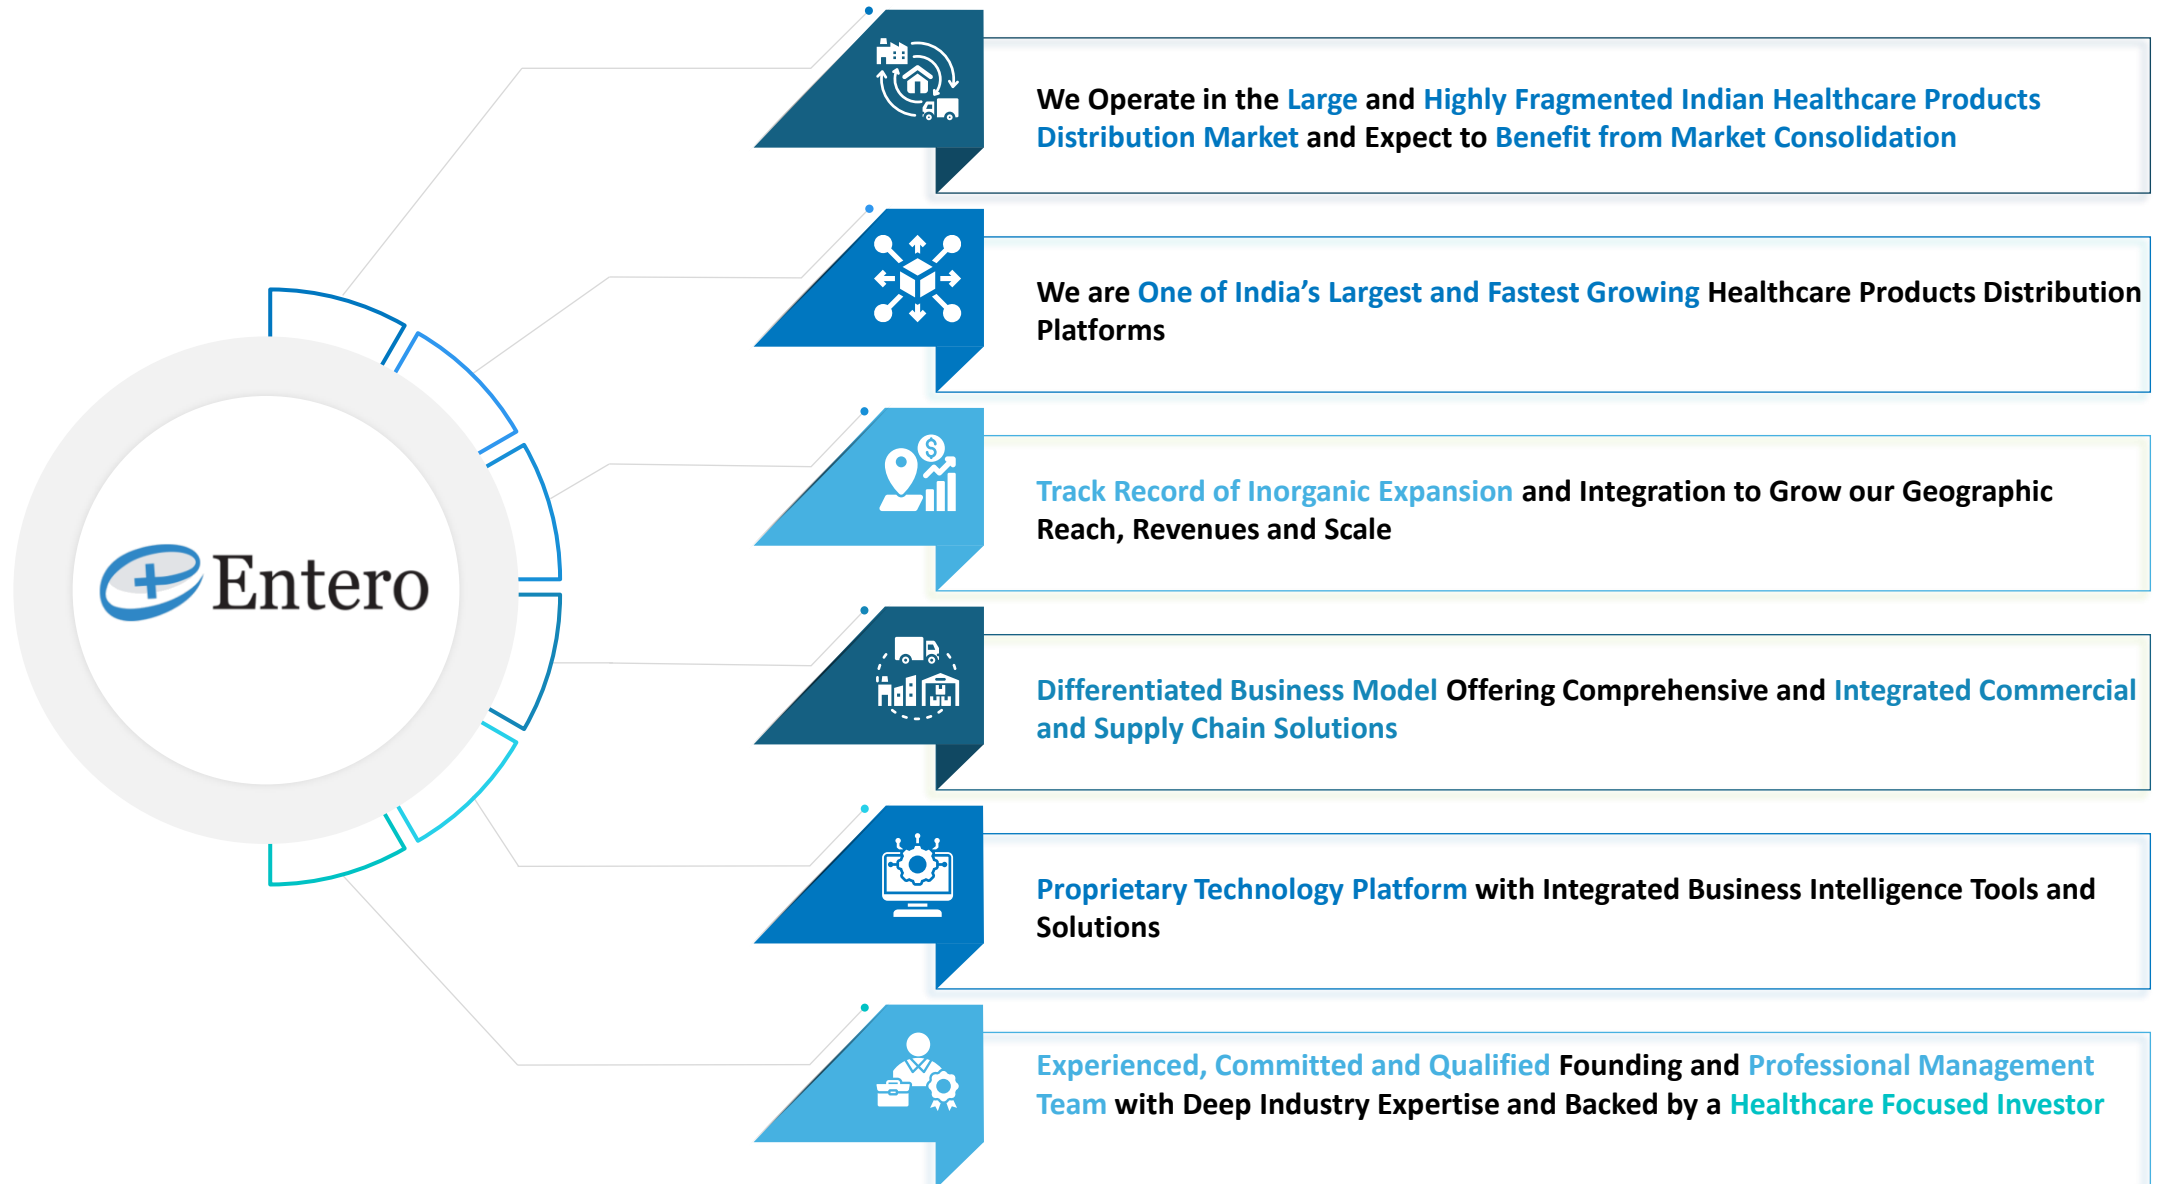 We Operate in the Large and Highly Fragmented Indian Healthcare Products
Distribution Market and Expect to Benefit from Market Consolidation
We are One of India’s Largest and Fastest Growing Healthcare Products Distribution
Platforms
Track Record of Inorganic Expansion and Integration to Grow our Geographic
Reach, Revenues and Scale
Entero
Differentiated Business Model Offering Comprehensive and Integrated Commercial
and Supply Chain Solutions
Proprietary Technology Platform with Integrated Business Intelligence Tools and
Solutions
Experienced, Committed and Qualified Founding and Professional Management
Team with Deep Industry Expertise and Backed by a Healthcare Focused Investor